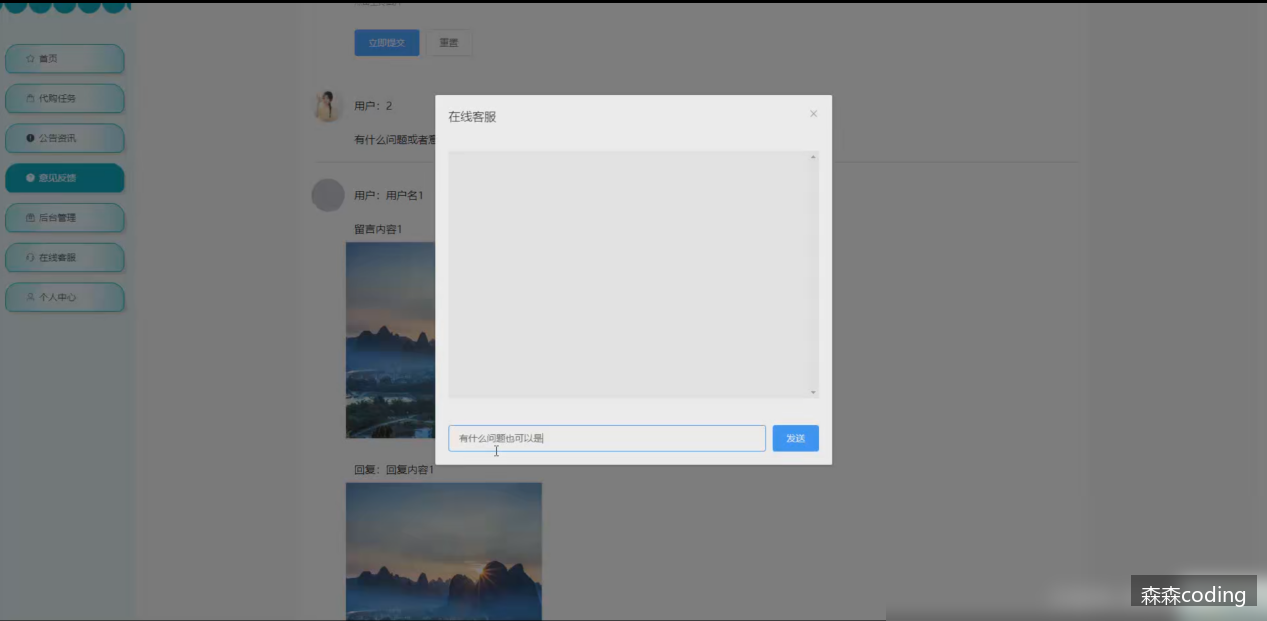 首页
代购任务
公告资讯
意见反馈
后台管理
在线客服
个人中心
立即提交
重置
用户：2
有什么问题或者意
用户：用户名1
留言内容1
回复：回复内容1
在线客服
×
有什么问题也可以是
发送
森森coding